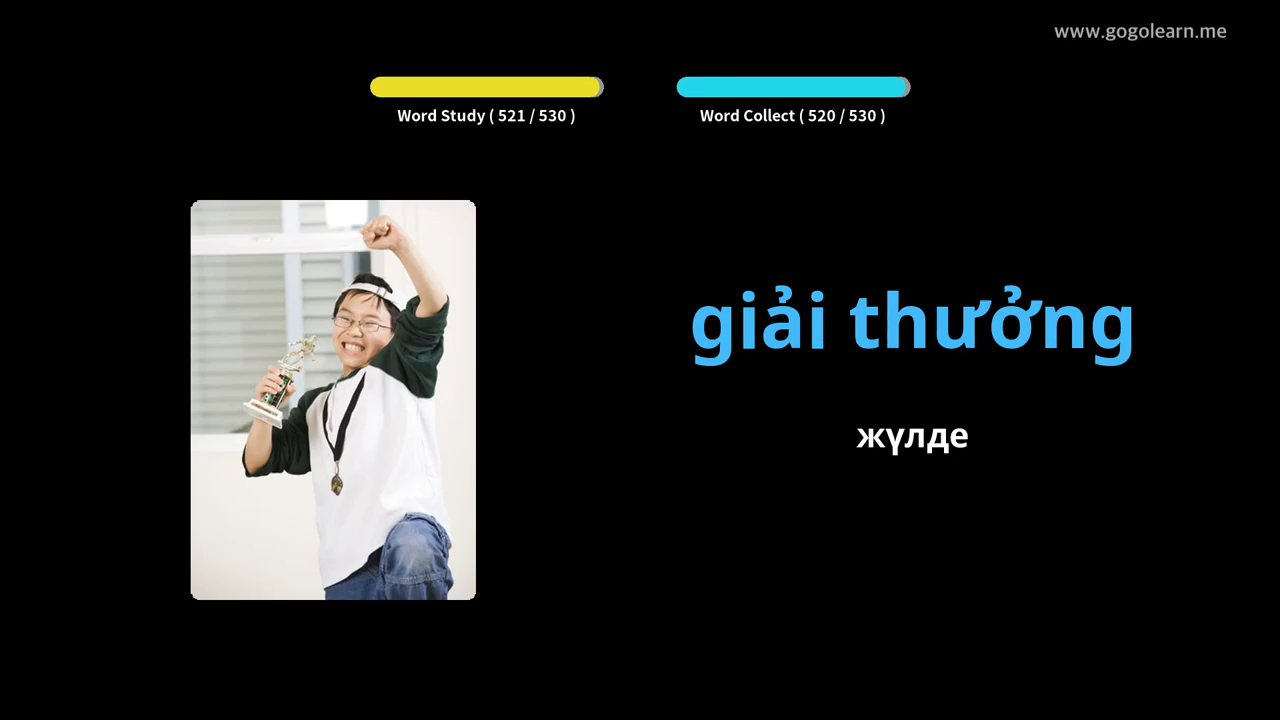 www.gogolearn.me
Word Study ( 521 / 530 )
Word Collect ( 520 / 530 )
giải thưởng
жүлде